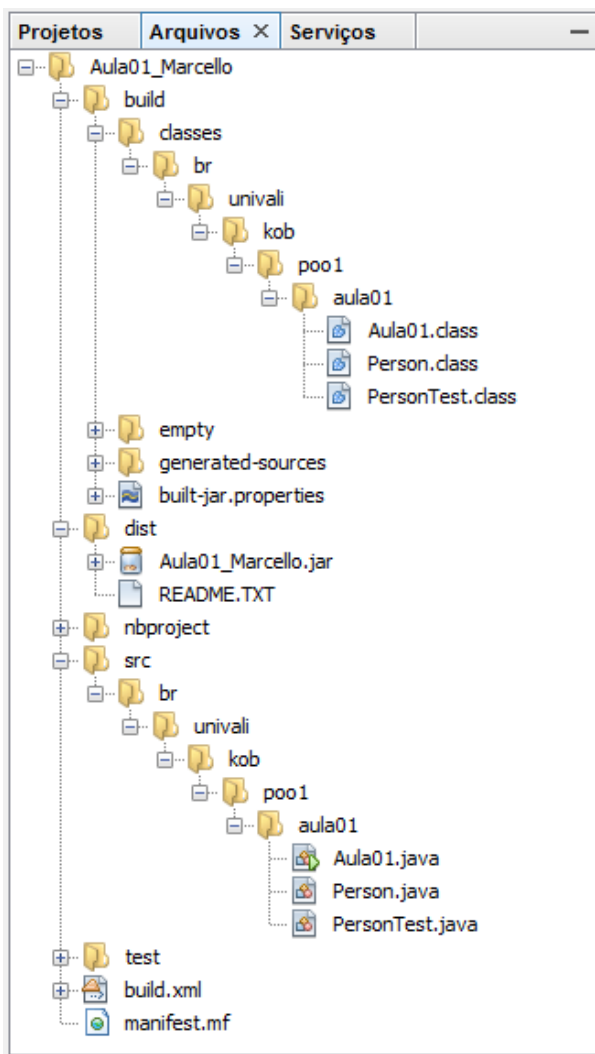 Projetos Arquivos Serviços
Aula01_Marcello
build
classes
br
univali
kob
poo1
aula01
Aula01.class
Person.class
PersonTest.class
empty
generated-sources
built-jar.properties
dist
Aula01_Marcello.jar
README.TXT
nbproject
src
br
univali
kob
poo1
aula01
Aula01.java
Person.java
PersonTest.java
test
build.xml
manifest.mf